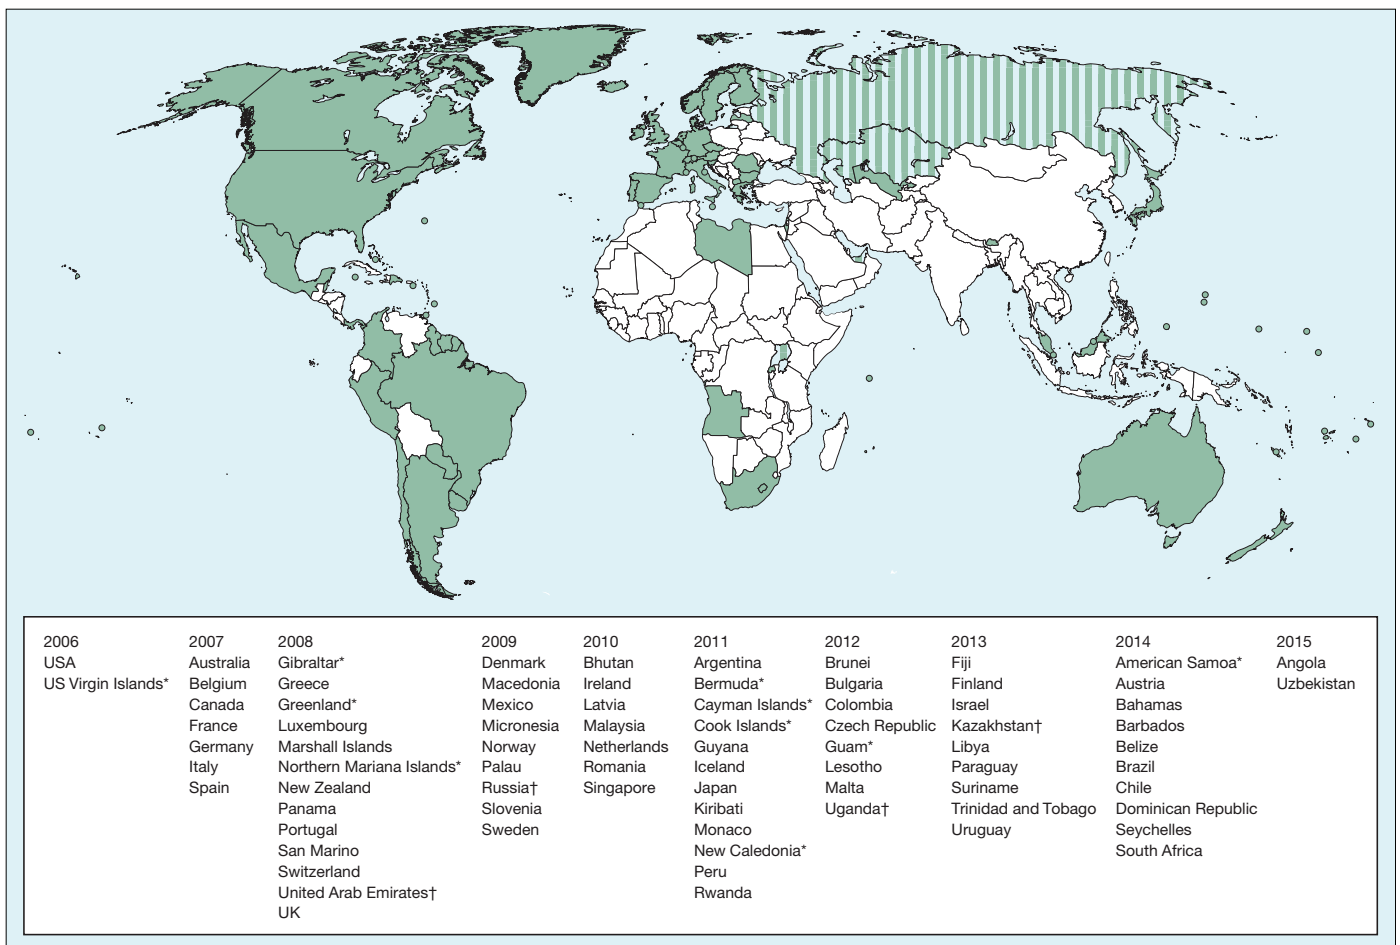 2006
USA
US Virgin Islands*
2007
Australia
Belgium
Canada
France
Germany
Italy
Spain
2008
Gibraltar*
Greece
Greenland*
Luxembourg
Marshall Islands
Northern Mariana Islands*
New Zealand
Panama
Portugal
San Marino
Switzerland
United Arab Emirates†
UK
2009
Denmark
Macedonia
Mexico
Micronesia
Norway
Palau
Russia†
Slovenia
Sweden
2010
Bhutan
Ireland
Latvia
Malaysia
Netherlands
Romania
Singapore
2011
Argentina
Bermuda*
Cayman Islands*
Cook Islands*
Guyana
Iceland
Japan
Kiribati
Monaco
New Caledonia*
Peru
Rwanda
2012
Brunei
Bulgaria
Colombia
Czech Republic
Guam*
Lesotho
Malta
Uganda†
2013
Fiji
Finland
Israel
Kazakhstan†
Libya
Paraguay
Suriname
Trinidad and Tobago
Uruguay
2014
American Samoa*
Austria
Bahamas
Barbados
Belize
Brazil
Chile
Dominican Republic
Seychelles
South Africa
2015
Angola
Uzbekistan